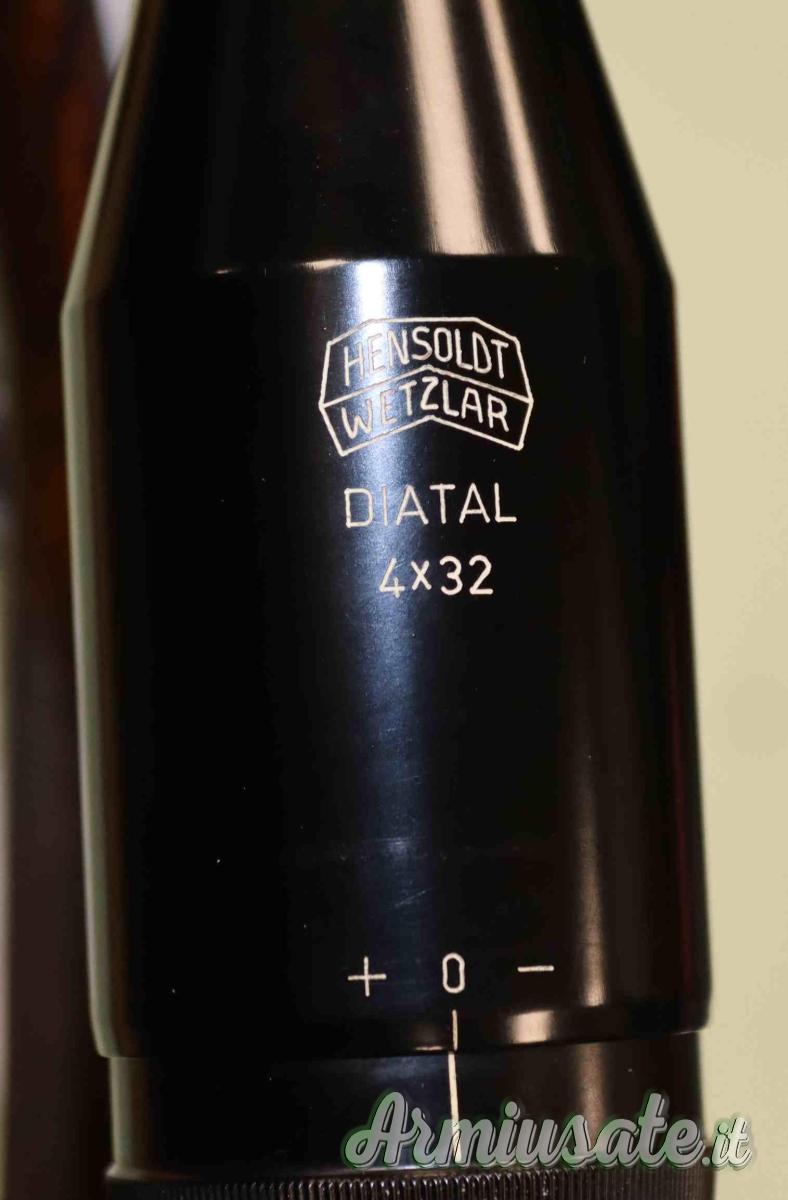 HENSOLDT
WETZLAR
DIATAL
4x32
+ 0 −
Armiusate.it